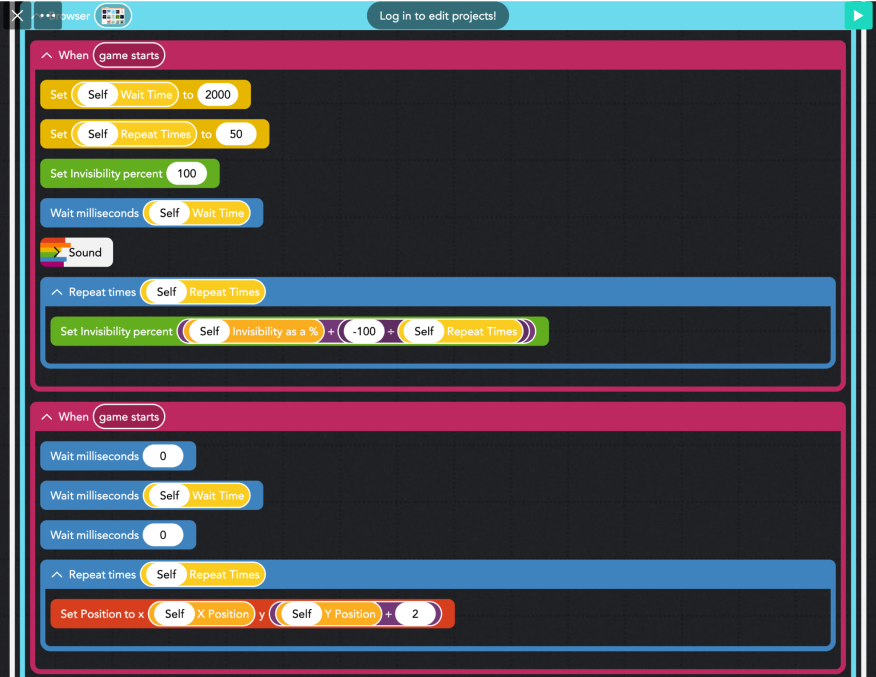 Browser
Log in to edit projects!
When game starts
Set Self Wait Time to 2000
Set Self Repeat Times to 50
Set Invisibility percent 100
Wait milliseconds Self Wait Time
Sound
Repeat times Self Repeat Times
Set Invisibility percent Self Invisibility as a % + -100 + Self Repeat Times
When game starts
Wait milliseconds 0
Wait milliseconds Self Wait Time
Wait milliseconds 0
Repeat times Self Repeat Times
Set Position to x Self X Position y Self Y Position + 2